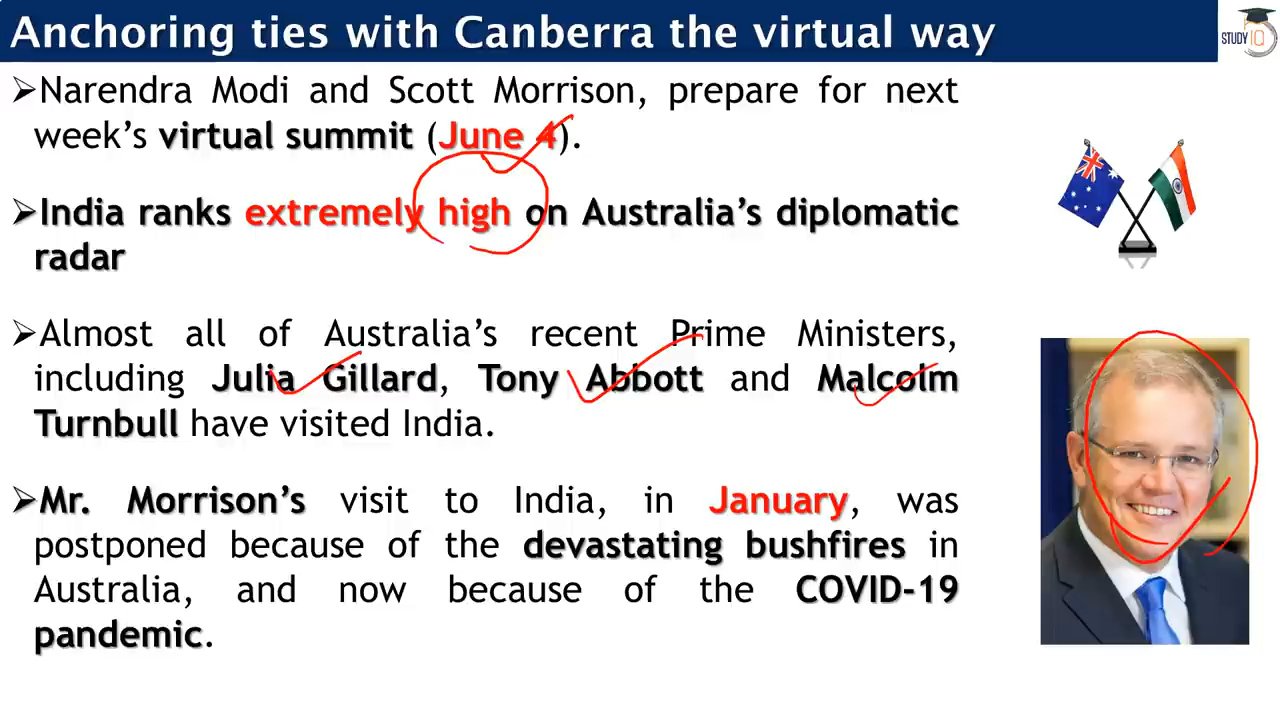 Anchoring ties with Canberra the virtual way
STUDY IQ
➢Narendra Modi and Scott Morrison, prepare for next
week’s virtual summit (June 4).
➢India ranks extremely high on Australia’s diplomatic
radar
➢Almost all of Australia’s recent Prime Ministers,
including Julia Gillard, Tony Abbott and Malcolm
Turnbull have visited India.
➢Mr. Morrison’s visit to India, in January, was
postponed because of the devastating bushfires in
Australia, and now because of the COVID-19
pandemic.